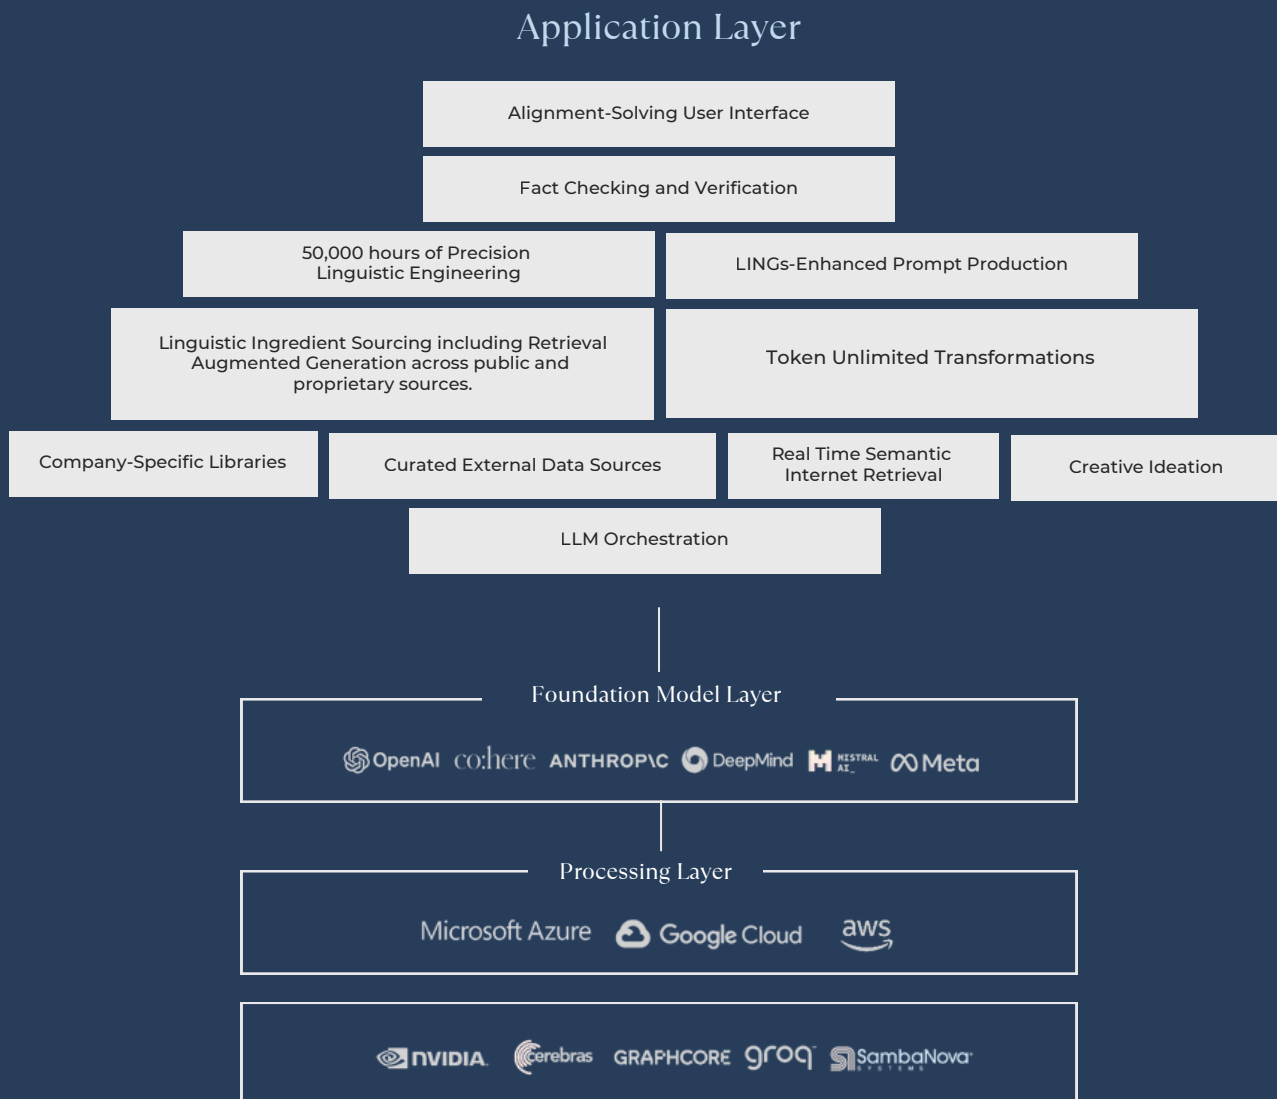 Application Layer
Alignment-Solving User Interface
Fact Checking and Verification
50,000 hours of Precision
Linguistic Engineering
LINGs-Enhanced Prompt Production
Linguistic Ingredient Sourcing including Retrieval
Augmented Generation across public and
proprietary sources.
Token Unlimited Transformations
Company-Specific Libraries
Curated External Data Sources
Real Time Semantic
Internet Retrieval
Creative Ideation
LLM Orchestration
Foundation Model Layer
OpenAI
co:here
ANTHROP\C
DeepMind
MISTRAL
AI_
Meta
Processing Layer
Microsoft Azure
Google Cloud
aws
NVIDIA
cerebras
GRAPHCORE
groq
SambaNova
SYSTEMS